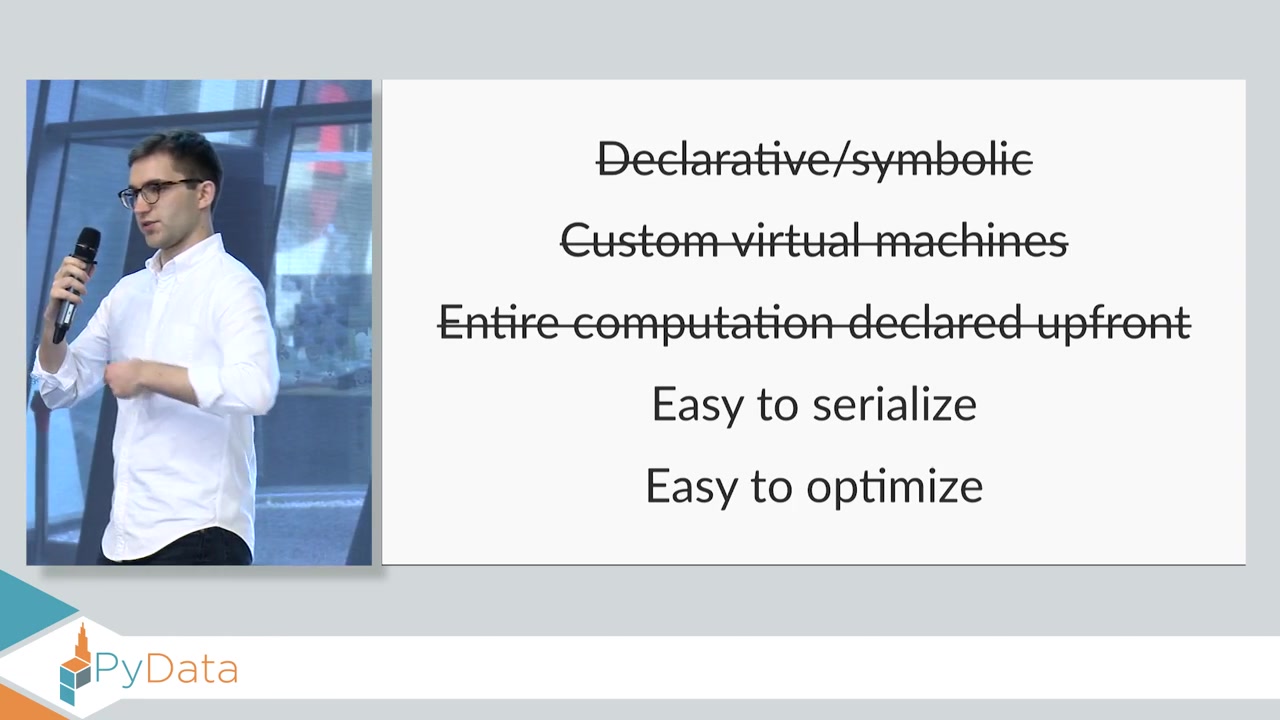 Declarative/symbolic
Custom virtual machines
Entire computation declared upfront
Easy to serialize
Easy to optimize
PyData